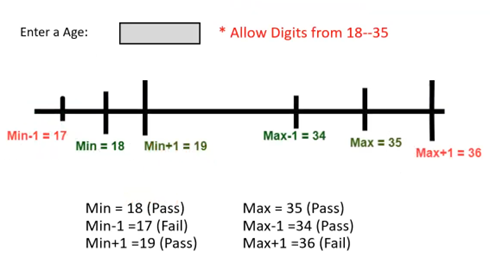 Enter a Age:
* Allow Digits from 18--35
Min-1 = 17
Min = 18
Min+1 = 19
Max-1 = 34
Max = 35
Max+1 = 36
Min = 18 (Pass)
Min-1 =17 (Fail)
Min+1 =19 (Pass)
Max = 35 (Pass)
Max-1 =34 (Pass)
Max+1 =36 (Fail)